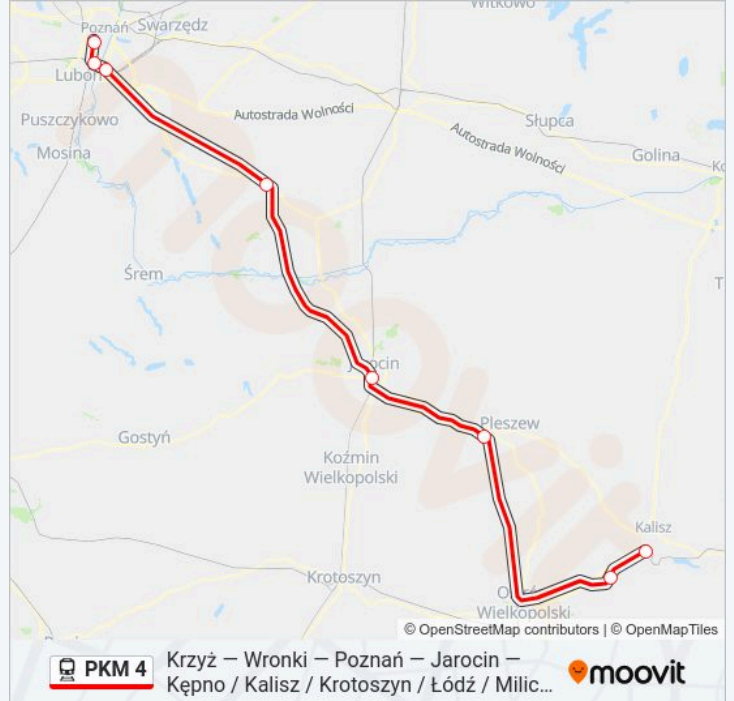 Witkowo
Poznań
Swarzędz
Luboń
Autostrada Wolności
Puszczykowo
Słupca
Mosina
Autostrada Wolności
Golina
Śrem
Jarocin
Pleszew
Gostyń
Koźmin
Wielkopolski
Kalisz
Krotoszyn
Wielkopolski
© OpenStreetMap contributors | © OpenMapTiles
PKM 4
Krzyż — Wronki — Poznań — Jarocin —
Kępno / Kalisz / Krotoszyn / Łódź / Milic...
moovit
moovit